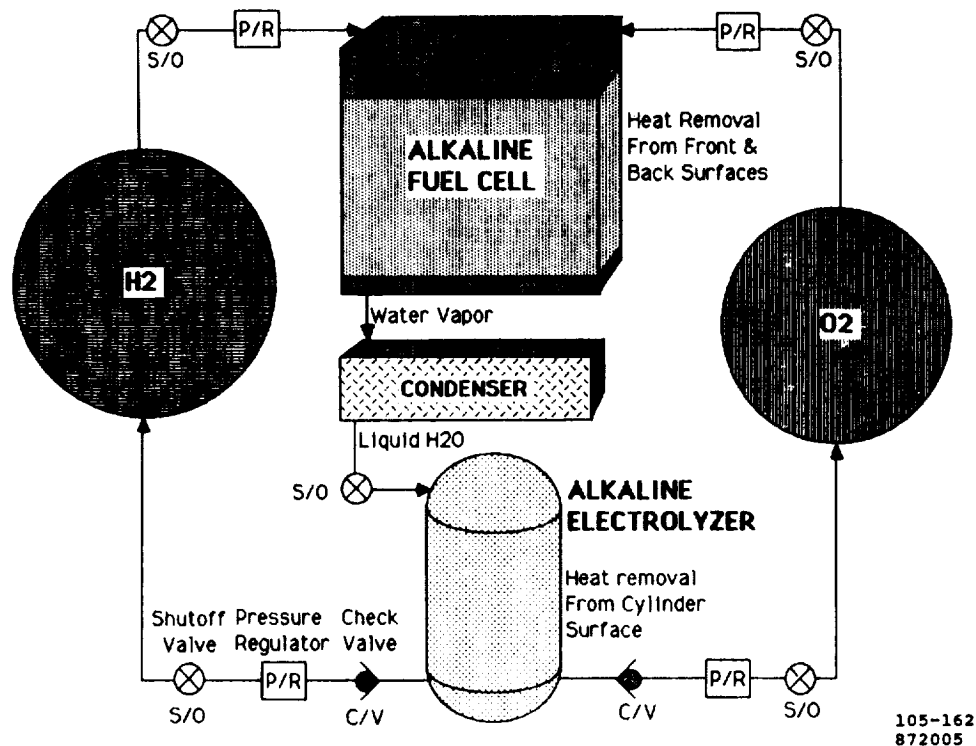 P/R
P/R
S/O
S/O
ALKALINE
FUEL CELL
Heat Removal
From Front &
Back Surfaces
H2
O2
Water Vapor
CONDENSER
Liquid H2O
S/O
ALKALINE
ELECTROLYZER
Heat removal
From Cylinder
Surface
Shutoff
Valve
Pressure
Regulator
Check
Valve
P/R
P/R
S/O
C/V
C/V
S/O
105-162
872005